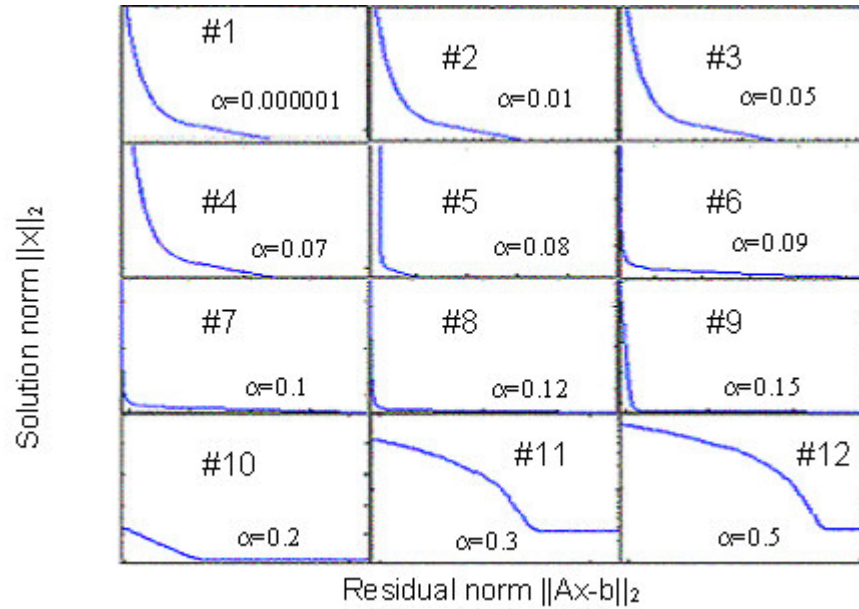 #1
α=0.000001
#2
α=0.01
#3
α=0.05
#4
α=0.07
#5
α=0.08
#6
α=0.09
#7
α=0.1
#8
α=0.12
#9
α=0.15
#10
α=0.2
#11
α=0.3
#12
α=0.5
Solution norm ||x||₂
Residual norm ||Ax-b||₂